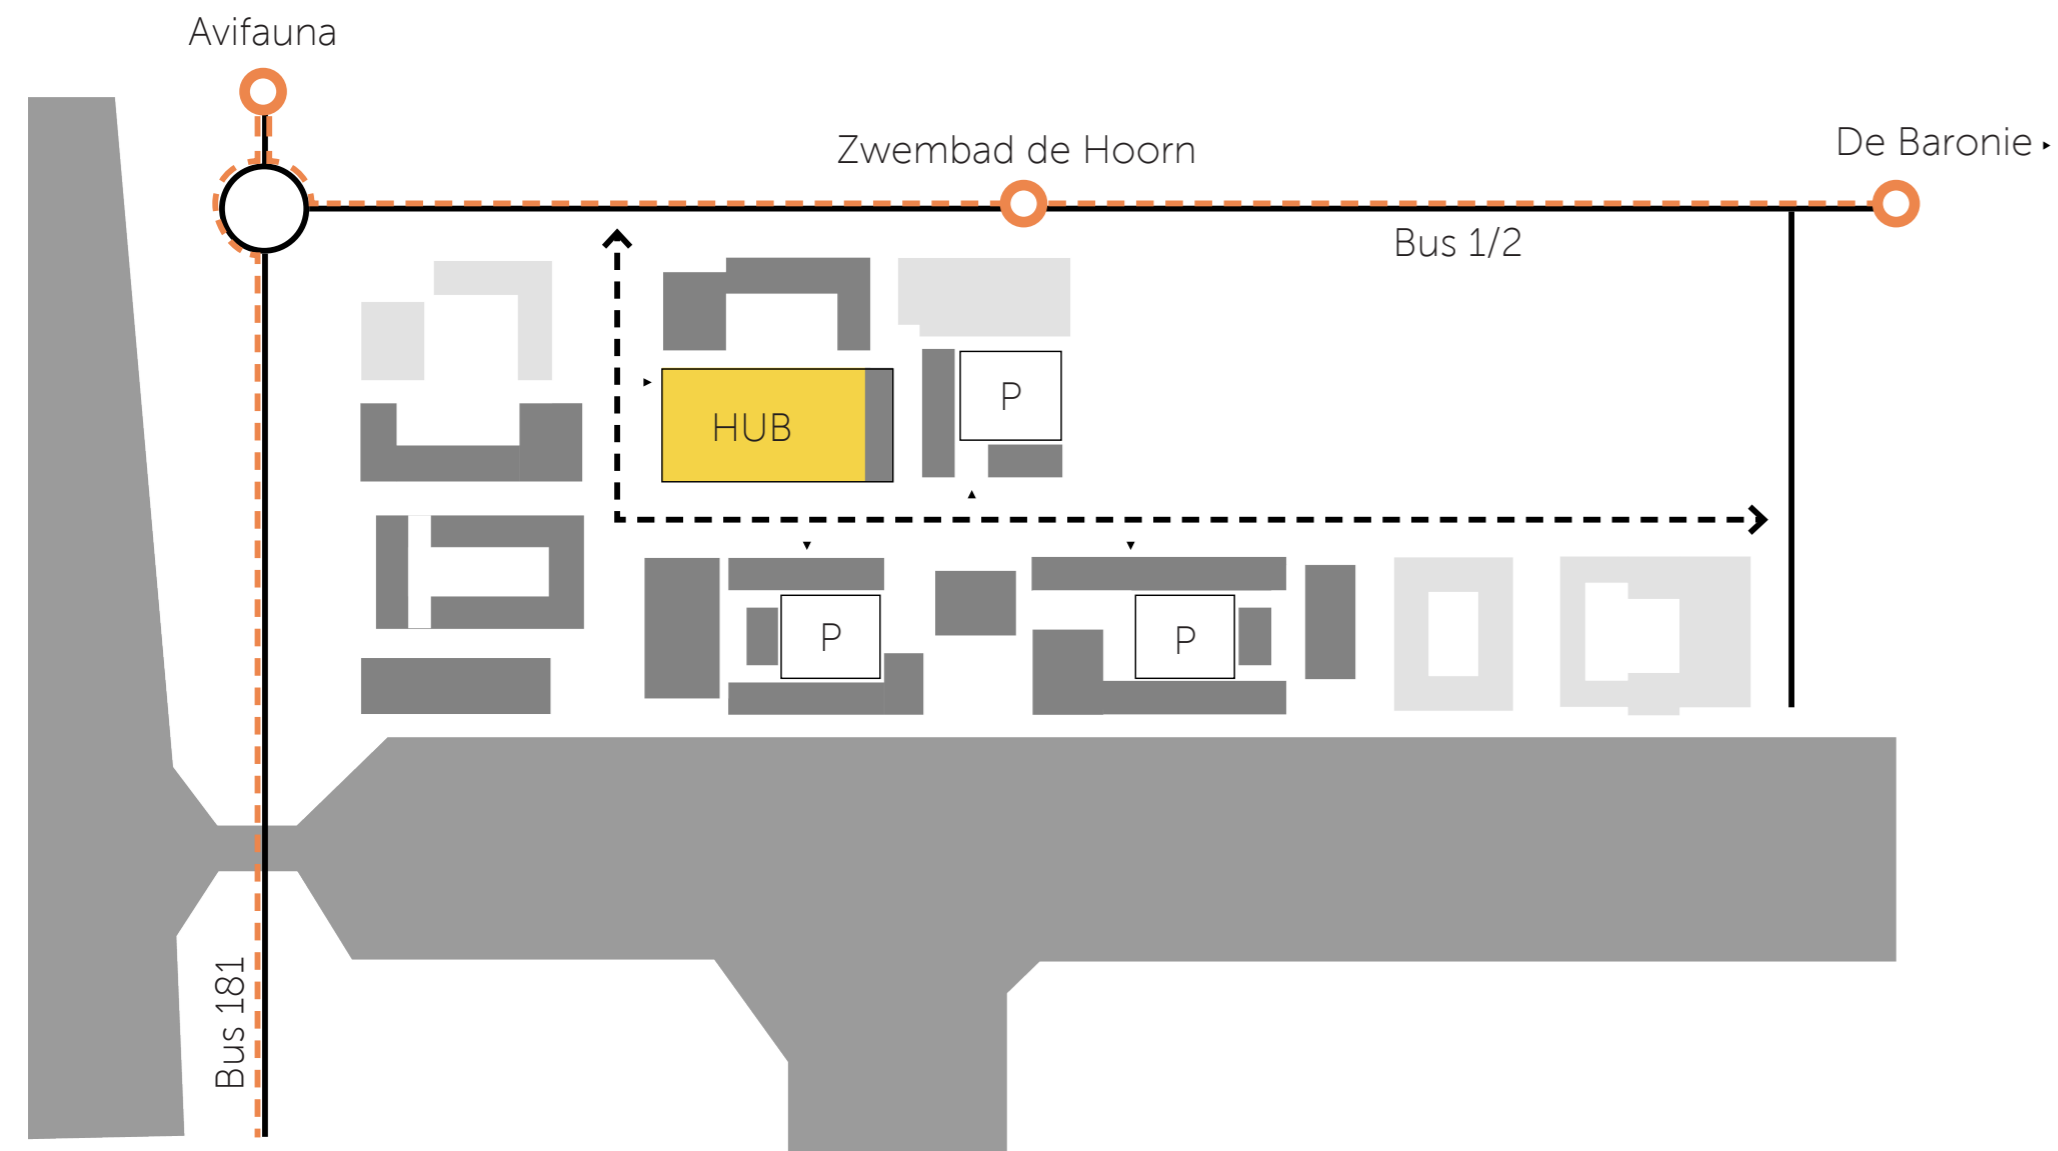 Avifauna
Zwembad de Hoorn
De Baronie
Bus 1/2
P
HUB
P
P
Bus 181